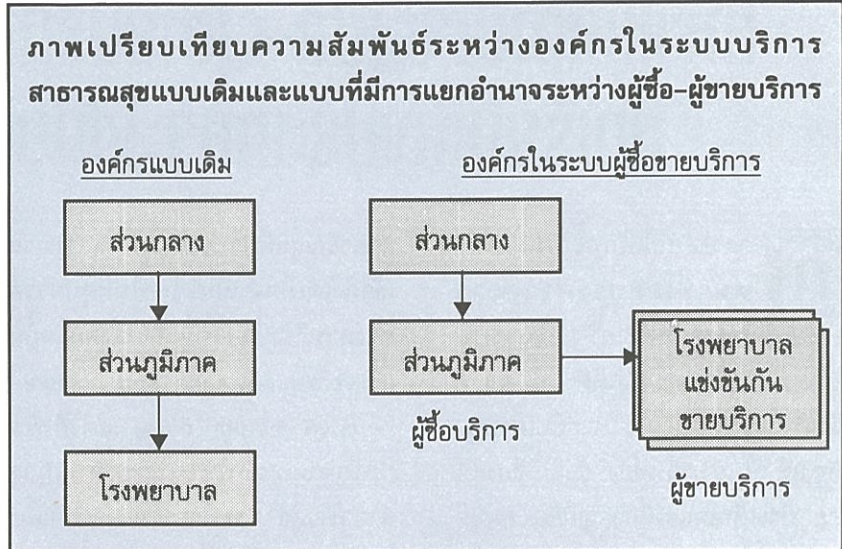 ภาพเปรียบเทียบความสัมพันธ์ระหว่างองค์กรในระบบบริการ
สาธารณสุขแบบเดิมและแบบที่มีการแยกอำนาจระหว่างผู้ซื้อ–ผู้ขายบริการ
องค์กรแบบเดิม
ส่วนกลาง
ส่วนภูมิภาค
โรงพยาบาล
องค์กรในระบบผู้ซื้อขายบริการ
ส่วนกลาง
ส่วนภูมิภาค
ผู้ซื้อบริการ
โรงพยาบาล
แข่งขันกัน
ขายบริการ
ผู้ขายบริการ